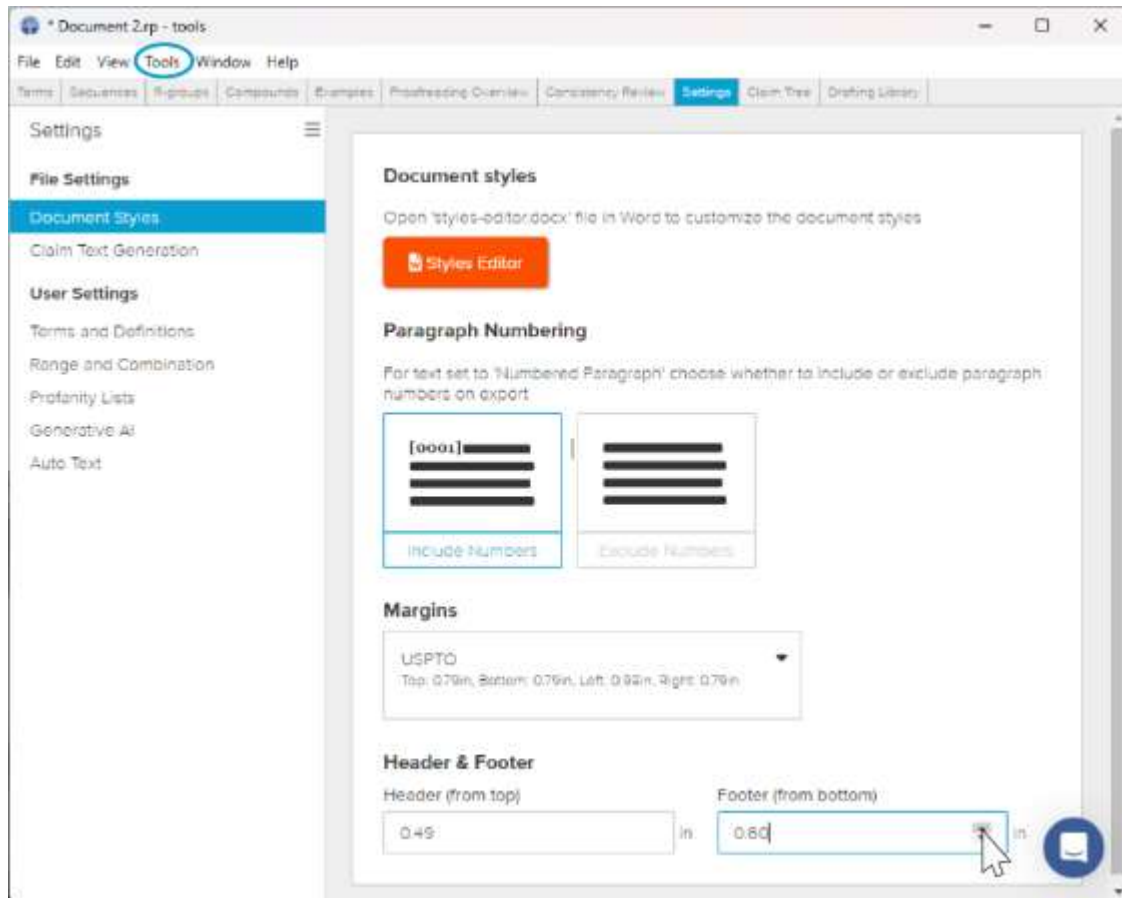 * Document 2.rp - tools
File Edit View Tools Window Help
Terms Sequences R-groups Compounds Examples Proofreading Overview Consistency Review Settings Claim Tree Drafting Library
Settings
File Settings
Document Styles
Claim Text Generation
User Settings
Terms and Definitions
Range and Combination
Profanity Lists
Generative AI
Auto Text
Document styles
Open 'styles-editor.docx' file in Word to customize the document styles
Styles Editor
Paragraph Numbering
For text set to 'Numbered Paragraph' choose whether to include or exclude paragraph
numbers on export
[0001]
Include Numbers Exclude Numbers
Margins
USPTO
Top: 0.79in, Bottom: 0.79in, Left: 0.98in, Right: 0.79in
Header & Footer
Header (from top) Footer (from bottom)
0.49 in 0.60 in